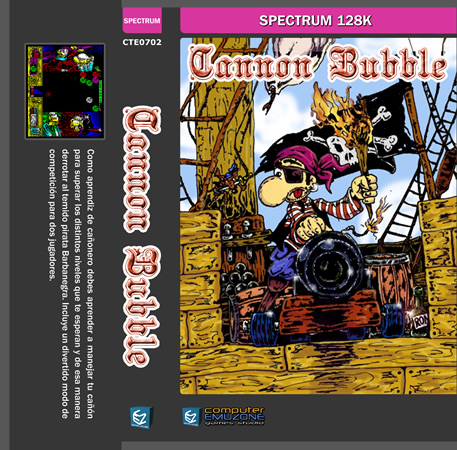 SPECTRUM
SPECTRUM 128K
CTE0702
Cannon Bubble
Cannon Bubble
Como aprendiz de cañonero debes aprender a manejar tu cañón
para superar los distintos niveles que te esperan y de esa manera
derrotar al temido pirata Barbanegra. Incluye un divertido modo de
competición para dos jugadores.
EZ
EZ
computer
EMUZONE
games·studio